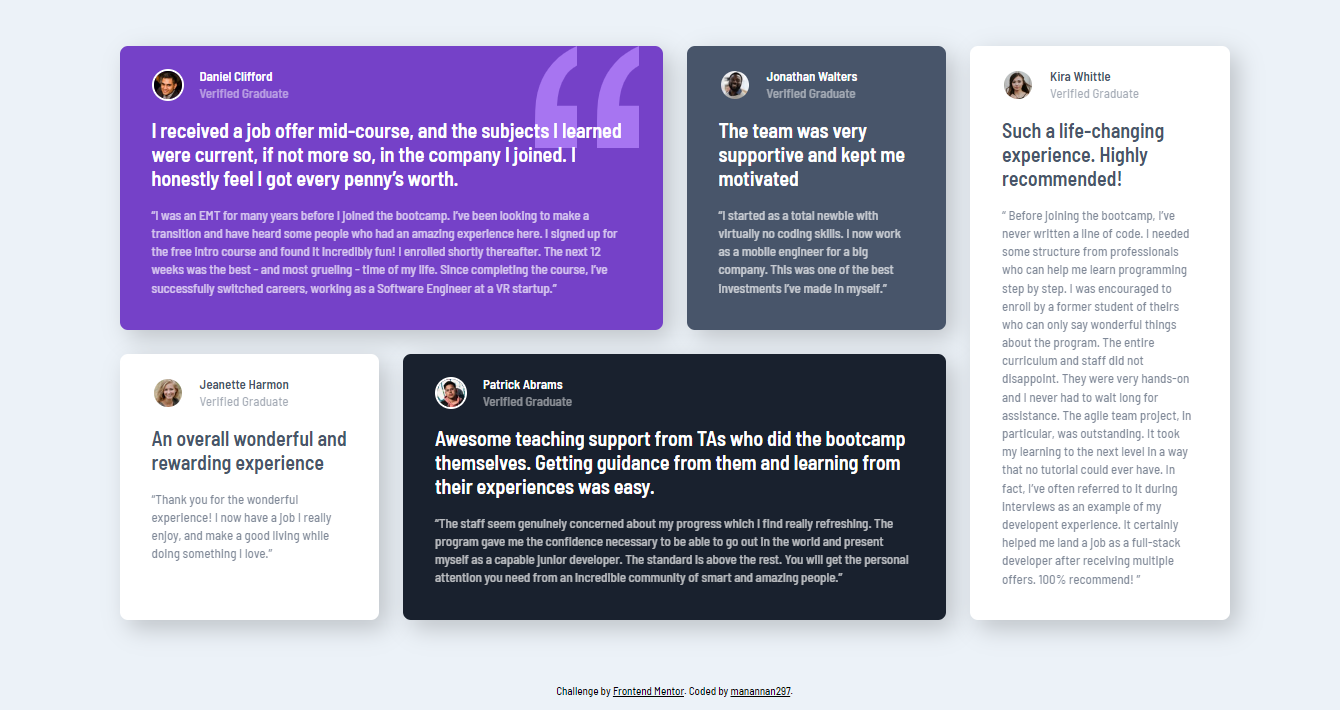 Daniel Clifford
Verified Graduate
I received a job offer mid-course, and the subjects I learned
were current, if not more so, in the company I joined. I
honestly feel I got every penny’s worth.
“I was an EMT for many years before I joined the bootcamp. I’ve been looking to make a
transition and have heard some people who had an amazing experience here. I signed up for
the free intro course and found it incredibly fun! I enrolled shortly thereafter. The next 12
weeks was the best - and most grueling - time of my life. Since completing the course, I’ve
successfully switched careers, working as a Software Engineer at a VR startup.”
Jonathan Walters
Verified Graduate
The team was very
supportive and kept me
motivated
“I started as a total newbie with
virtually no coding skills. I now work
as a mobile engineer for a big
company. This was one of the best
investments I’ve made in myself.”
Kira Whittle
Verified Graduate
Such a life-changing
experience. Highly
recommended!
“ Before joining the bootcamp, I’ve
never written a line of code. I needed
some structure from professionals
who can help me learn programming
step by step. I was encouraged to
enroll by a former student of theirs
who can only say wonderful things
about the program. The entire
curriculum and staff did not
disappoint. They were very hands-on
and I never had to wait long for
assistance. The agile team project, in
particular, was outstanding. It took
my learning to the next level in a way
that no tutorial could ever have. In
fact, I’ve often referred to it during
interviews as an example of my
developent experience. It certainly
helped me land a job as a full-stack
developer after receiving multiple
offers. 100% recommend! ”
Jeanette Harmon
Verified Graduate
An overall wonderful and
rewarding experience
“Thank you for the wonderful
experience! I now have a job I really
enjoy, and make a good living while
doing something I love.”
Patrick Abrams
Verified Graduate
Awesome teaching support from TAs who did the bootcamp
themselves. Getting guidance from them and learning from
their experiences was easy.
“The staff seem genuinely concerned about my progress which I find really refreshing. The
program gave me the confidence necessary to be able to go out in the world and present
myself as a capable junior developer. The standard is above the rest. You will get the personal
attention you need from an incredible community of smart and amazing people.”
Challenge by Frontend Mentor. Coded by manannan297.